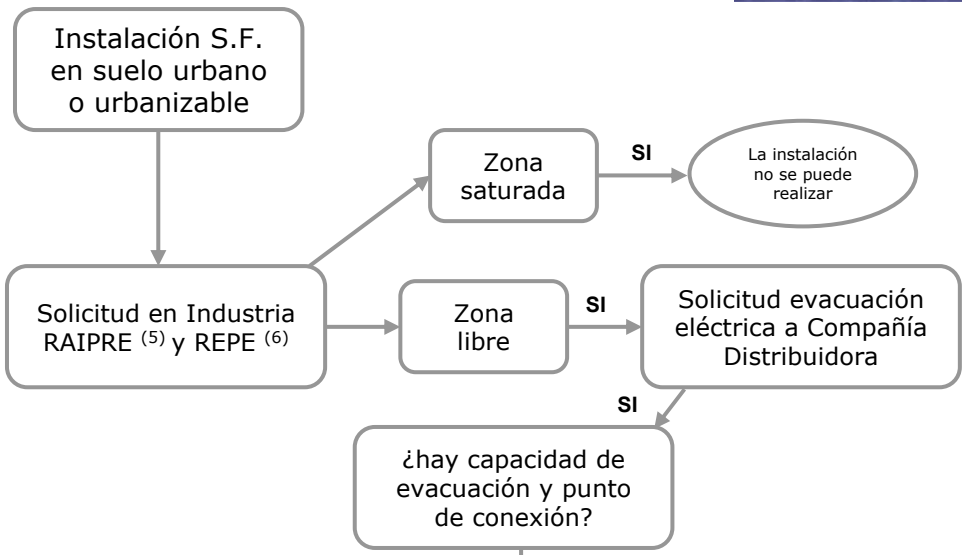 Instalación S.F.
en suelo urbano
o urbanizable
Zona
saturada
SI
La instalación
no se puede
realizar
Solicitud en Industria
RAIPRE (5) y REPE (6)
Zona
libre
SI
Solicitud evacuación
eléctrica a Compañía
Distribuidora
SI
¿hay capacidad de
evacuación y punto
de conexión?